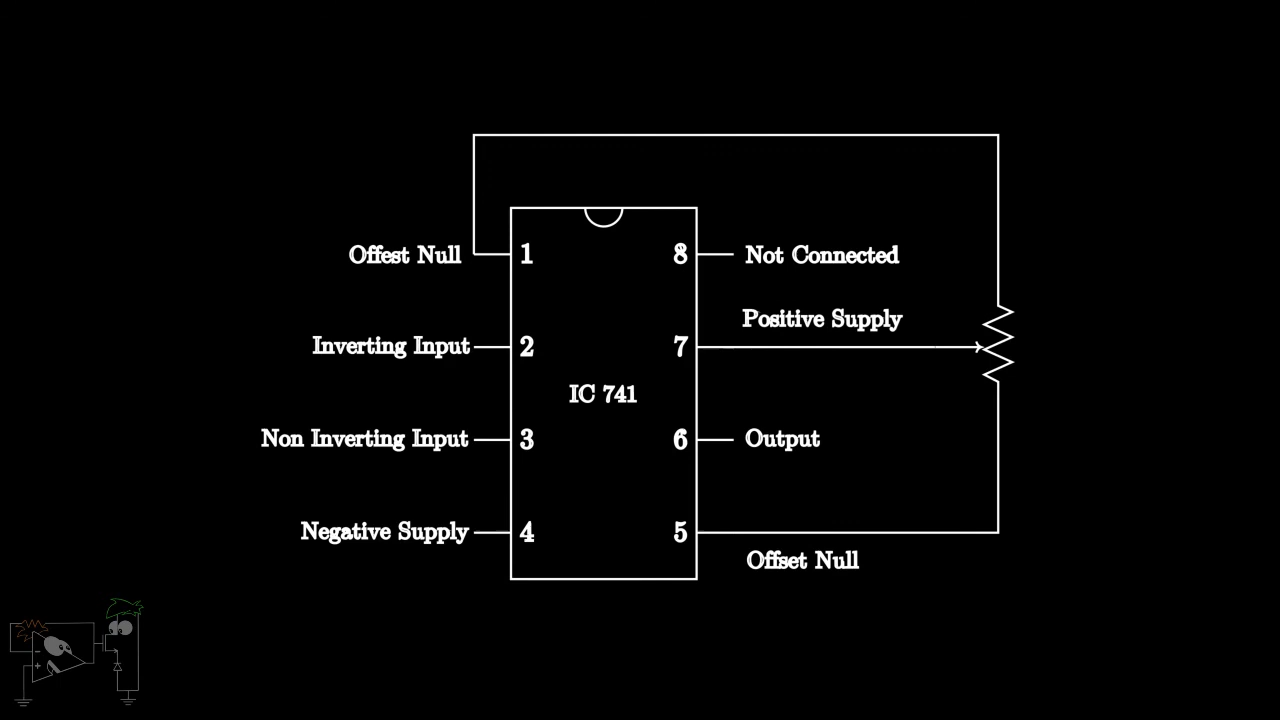 Offest Null
1
8
Not Connected
Positive Supply
Inverting Input
2
7
IC 741
Non Inverting Input
3
6
Output
Negative Supply
4
5
Offset Null